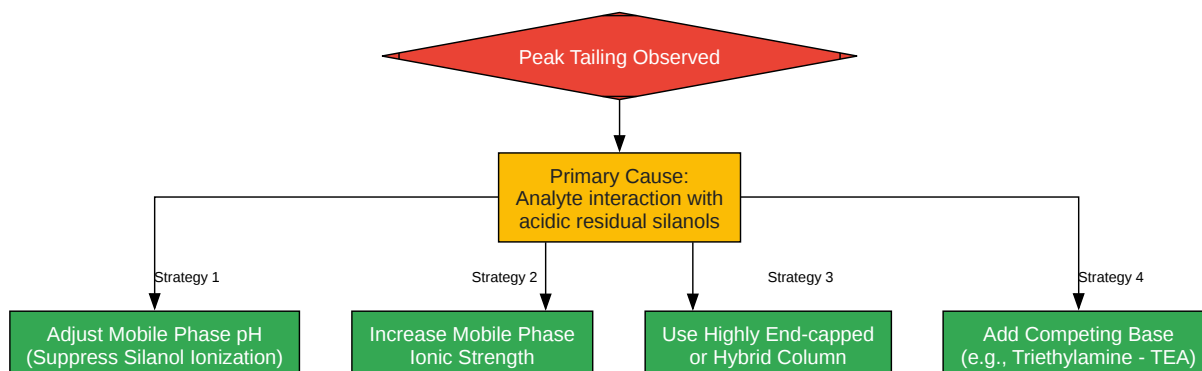 Peak Tailing Observed
Primary Cause:
Analyte interaction with
acidic residual silanols
Strategy 1
Strategy 2
Strategy 3
Strategy 4
Adjust Mobile Phase pH
(Suppress Silanol Ionization)
Increase Mobile Phase
Ionic Strength
Use Highly End-capped
or Hybrid Column
Add Competing Base
(e.g., Triethylamine - TEA)